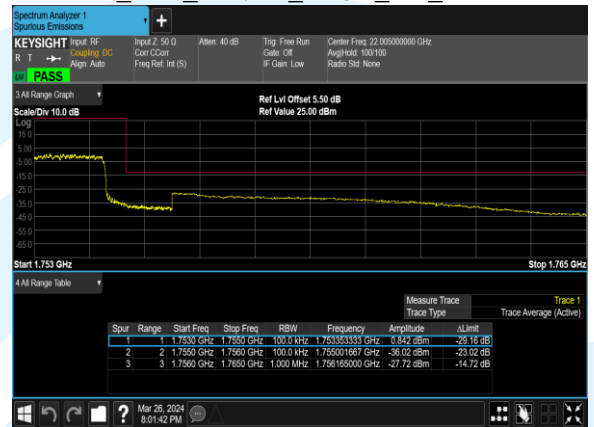 Spectrum Analyzer 1
Spurious Emissions
KEYSIGHT Input: RF Input Z: 50 Ω Atten: 40 dB Trig: Free Run Center Freq: 22.005000000 GHz
R T Coupling: DC Corr CCorr Gate: Off Avg|Hold: 100/100
Align: Auto Freq Ref: Int (S) IF Gain: Low Radio Std: None
LV PASS
3 All Range Graph
Ref Lvl Offset 5.50 dB
Scale/Div 10.0 dB Ref Value 25.00 dBm
Log
15.0
5.00
-5.00
-15.0
-25.0
-35.0
-45.0
-55.0
-65.0
Start 1.753 GHz Stop 1.765 GHz
4 All Range Table
Measure Trace Trace 1
Trace Type Trace Average (Active)
Spur Range Start Freq Stop Freq RBW Frequency Amplitude ΔLimit
1 1 1.7530 GHz 1.7550 GHz 100.0 kHz 1.753353333 GHz 0.842 dBm -29.16 dB
2 2 1.7550 GHz 1.7560 GHz 100.0 kHz 1.755001667 GHz -36.02 dBm -23.02 dB
3 3 1.7560 GHz 1.7650 GHz 1.000 MHz 1.756165000 GHz -27.72 dBm -14.72 dB
Mar 26, 2024
8:01:42 PM